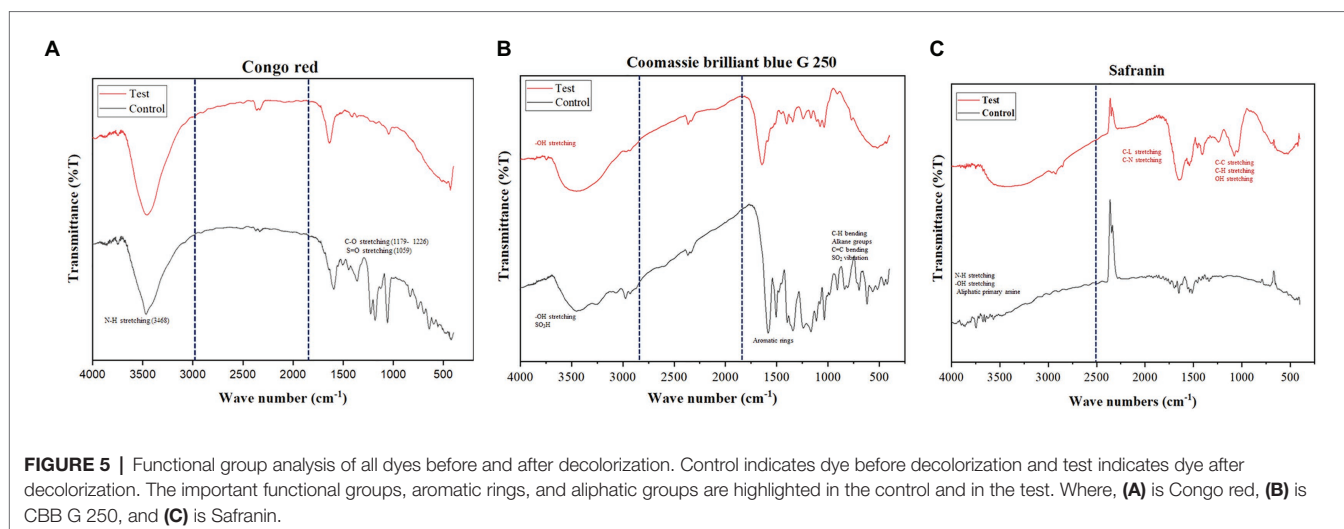 A
Congo red
Test
Control
C-O stretching (1179- 1226)
S=O stretching (1059)
N-H stretching (3468)
Transmittance (%T)
4000 3500 3000 2500 2000 1500 1000 500
Wave number (cm-1)
B
Coomassie brilliant blue G 250
Test
Control
-OH stretching
C-H bending
Alkane groups
C=C bending
SO2 vibration
-OH stretching
SO3H
Aromatic rings
Transmittance (%T)
4000 3500 3000 2500 2000 1500 1000 500
Wave number (cm-1)
C
Safranin
Test
Control
C-L stretching
C-N stretching
C-C stretching
C-H stretching
OH stretching
N-H stretching
-OH stretching
Aliphatic primary amine
Transmittance (%T)
4000 3500 3000 2500 2000 1500 1000 500
Wave numbers (cm-1)
FIGURE 5 | Functional group analysis of all dyes before and after decolorization. Control indicates dye before decolorization and test indicates dye after
decolorization. The important functional groups, aromatic rings, and aliphatic groups are highlighted in the control and in the test. Where, (A) is Congo red, (B) is
CBB G 250, and (C) is Safranin.